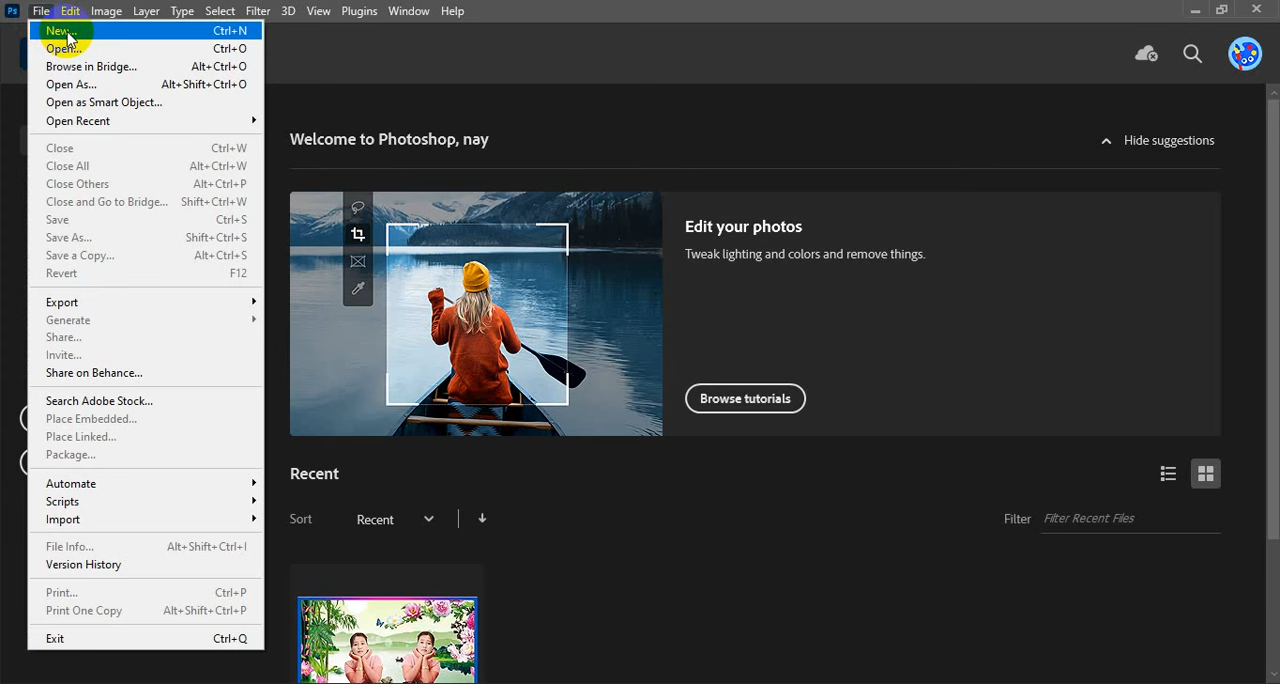 Ps File Edit Image Layer Type Select Filter 3D View Plugins Window Help
New... Ctrl+N
Open... Ctrl+O
Browse in Bridge... Alt+Ctrl+O
Open As... Alt+Shift+Ctrl+O
Open as Smart Object...
Open Recent
Close Ctrl+W
Close All Alt+Ctrl+W
Close Others Alt+Ctrl+P
Close and Go to Bridge... Shift+Ctrl+W
Save Ctrl+S
Save As... Shift+Ctrl+S
Save a Copy... Alt+Ctrl+S
Revert F12
Export
Generate
Share...
Invite...
Share on Behance...
Search Adobe Stock...
Place Embedded...
Place Linked...
Package...
Automate
Scripts
Import
File Info... Alt+Shift+Ctrl+I
Version History
Print... Ctrl+P
Print One Copy Alt+Shift+Ctrl+P
Exit Ctrl+Q
Welcome to Photoshop, nay
Hide suggestions
Edit your photos
Tweak lighting and colors and remove things.
Browse tutorials
Recent
Sort Recent
Filter Filter Recent Files